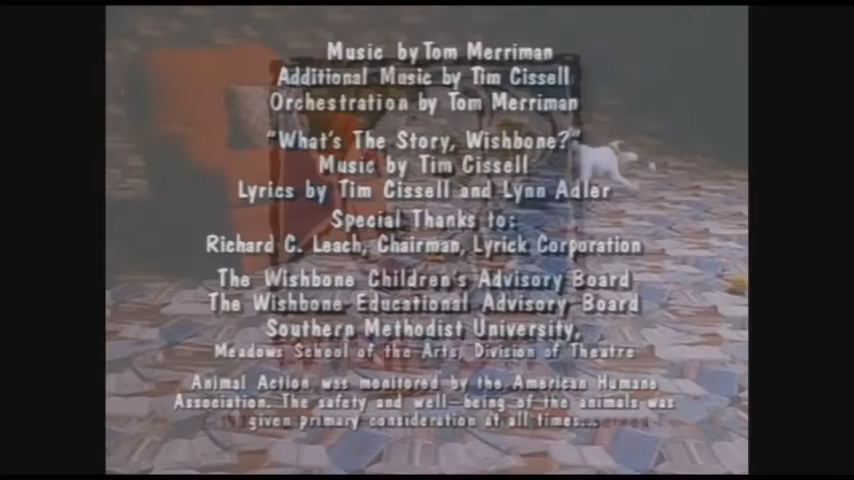 Music by Tom Merriman
Additional Music by Tim Cissell
Orchestration by Tom Merriman
"What's The Story, Wishbone?"
Music by Tim Cissell
Lyrics by Tim Cissell and Lynn Adler
Special Thanks to:
Richard C. Leach, Chairman, Lyrick Corporation
The Wishbone Children's Advisory Board
The Wishbone Educational Advisory Board
Southern Methodist University,
Meadows School of the Arts, Division of Theatre
Animal Action was monitored by the American Humane
Association. The safety and well-being of the animals was
given primary consideration at all times.